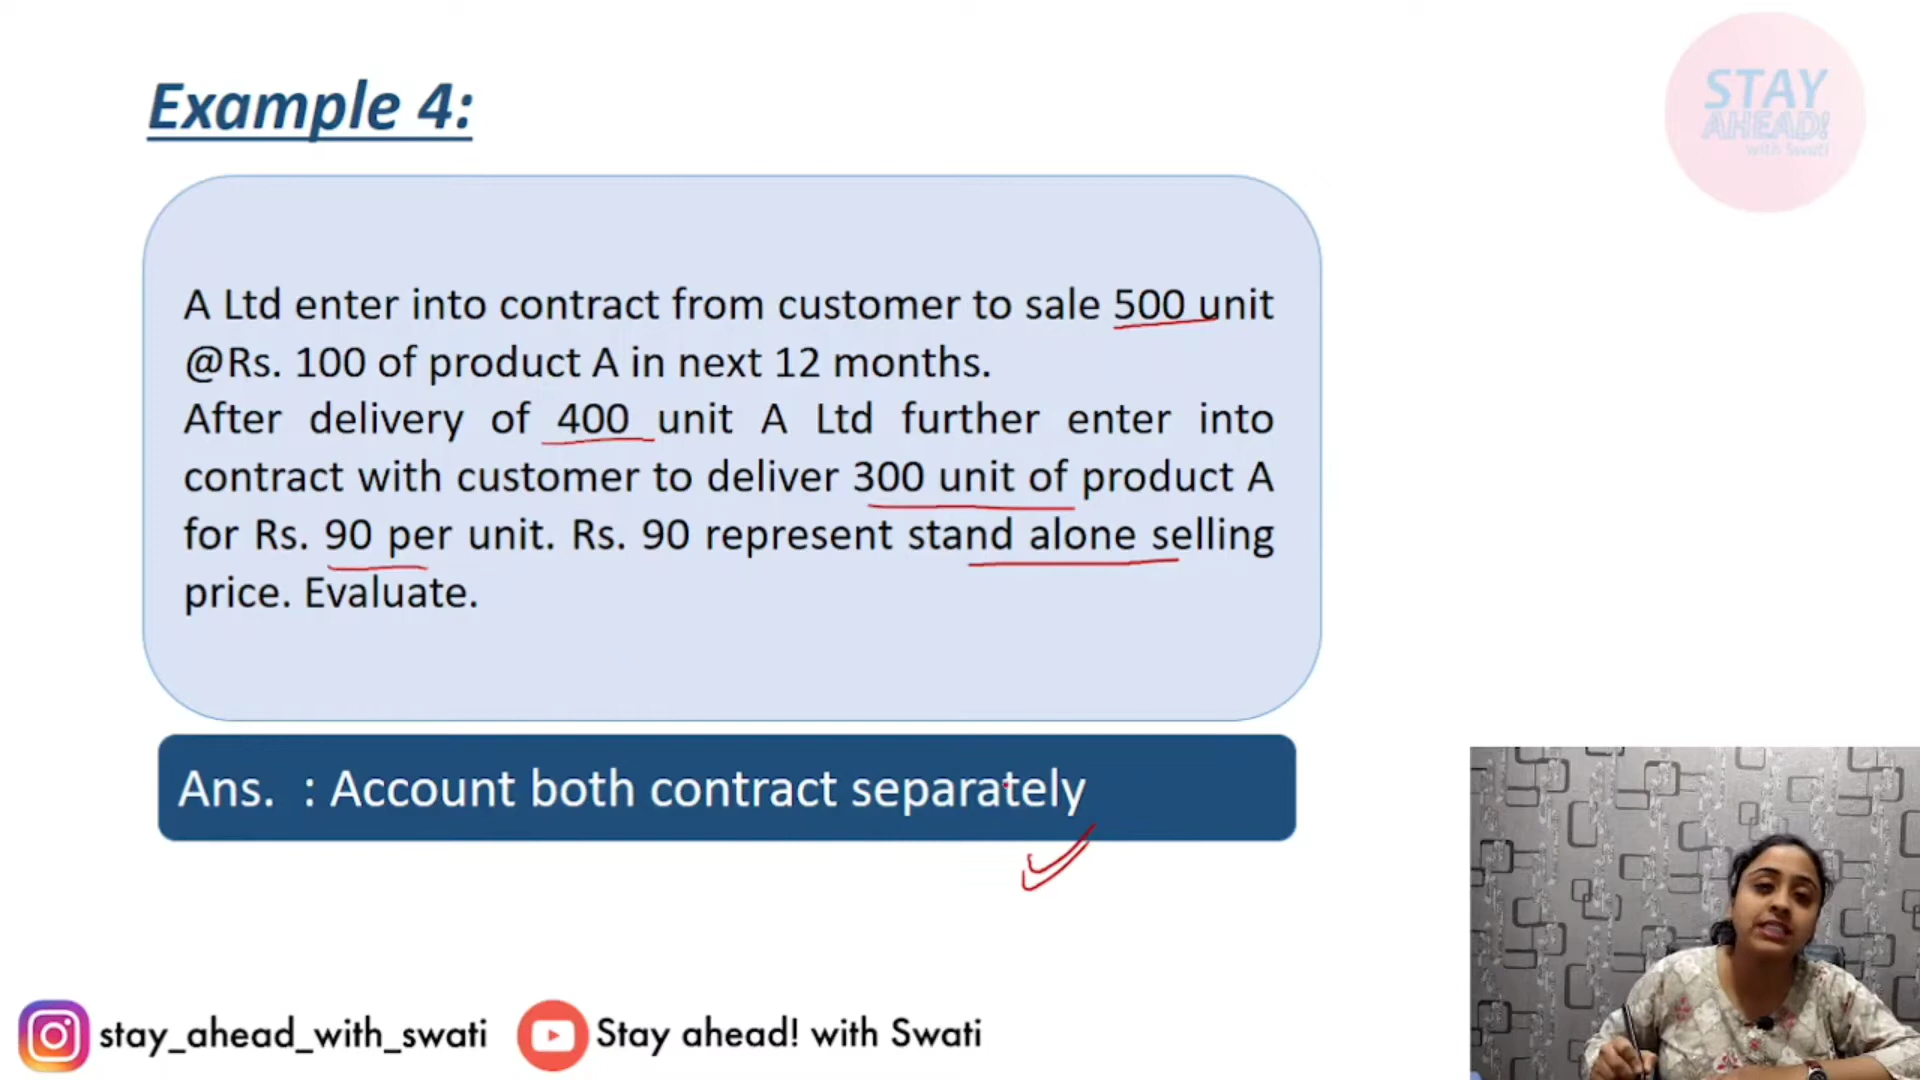 Example 4:
STAY
AHEAD!
with Swati
A Ltd enter into contract from customer to sale 500 unit
@Rs. 100 of product A in next 12 months.
After delivery of 400 unit A Ltd further enter into
contract with customer to deliver 300 unit of product A
for Rs. 90 per unit. Rs. 90 represent stand alone selling
price. Evaluate.
Ans. : Account both contract separately
stay_ahead_with_swati
Stay ahead! with Swati